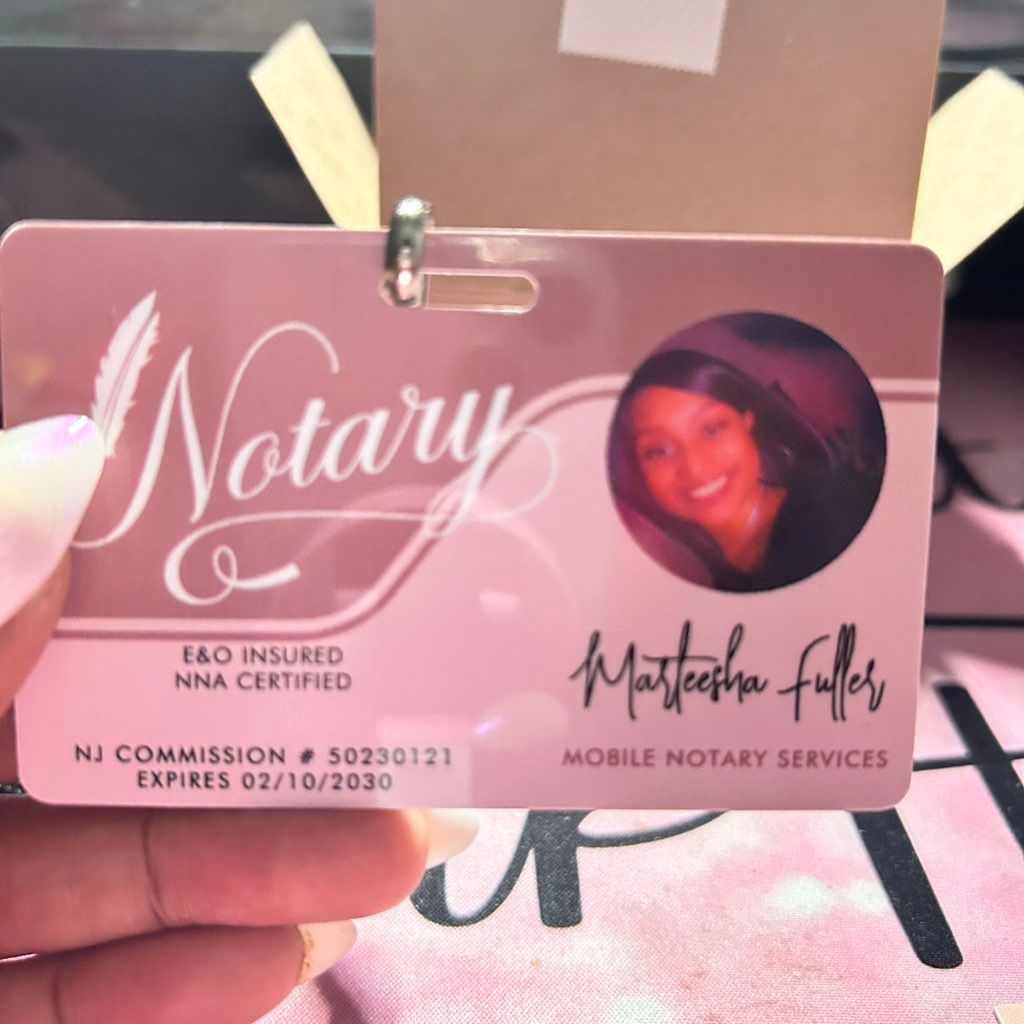 Notary
E&O INSURED
NNA CERTIFIED
NJ COMMISSION # 50230121
EXPIRES 02/10/2030
Marteesha Fuller
MOBILE NOTARY SERVICES